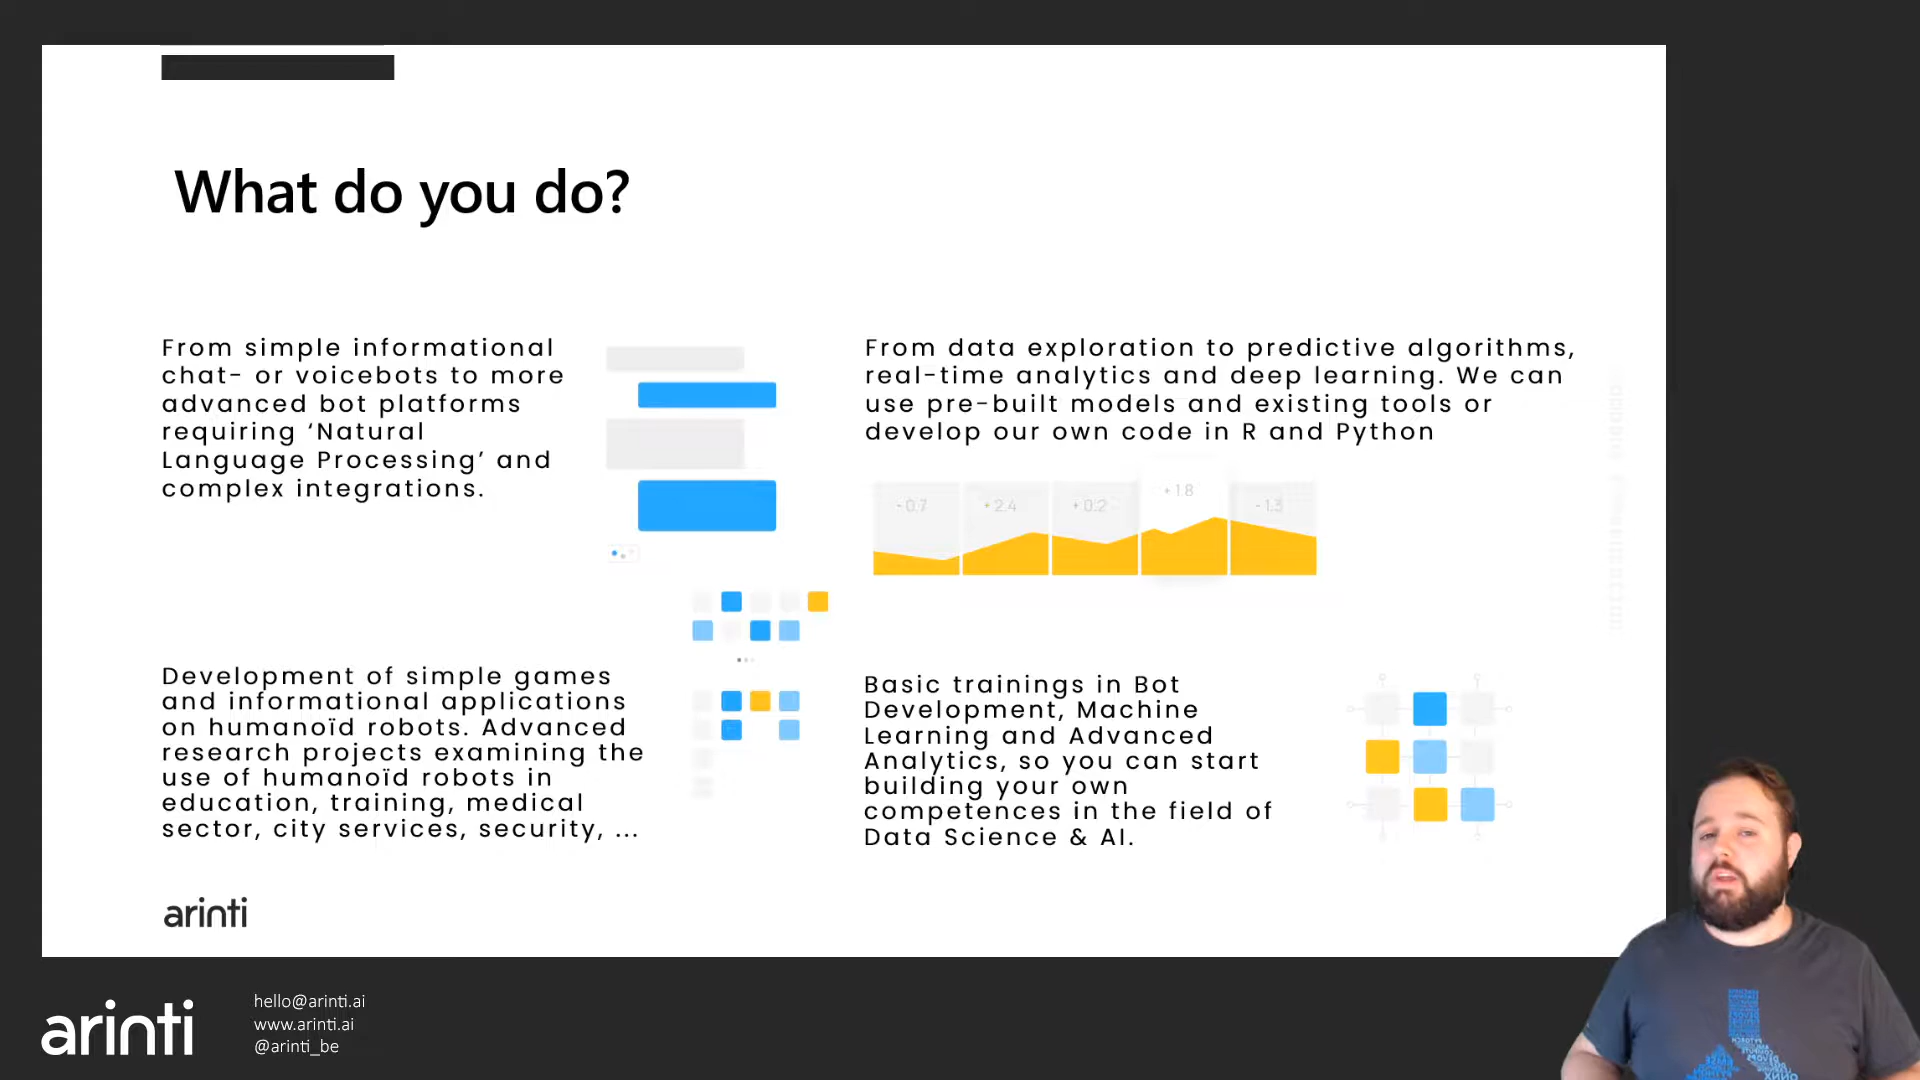 What do you do?
From simple informational
chat- or voicebots to more
advanced bot platforms
requiring ‘Natural
Language Processing’ and
complex integrations.
From data exploration to predictive algorithms,
real-time analytics and deep learning. We can
use pre-built models and existing tools or
develop our own code in R and Python
- 0.7
+ 2.4
+ 0.2
+ 1.8
- 1.3
Development of simple games
and informational applications
on humanoïd robots. Advanced
research projects examining the
use of humanoïd robots in
education, training, medical
sector, city services, security, ...
Basic trainings in Bot
Development, Machine
Learning and Advanced
Analytics, so you can start
building your own
competences in the field of
Data Science & AI.
arinti
arinti
hello@arinti.ai
www.arinti.ai
@arinti_be